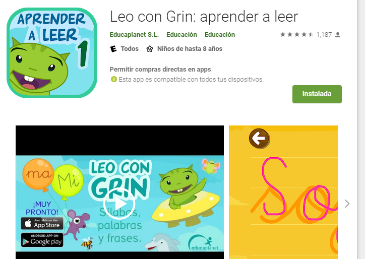 APRENDER
A LEER
1
Leo con Grin: aprender a leer
Educaplanet S.L. Educación Educación
1,187
Todos Niños de hasta 8 años
Permitir compras directas en apps
Esta app es compatible con todos tus dispositivos.
Instalada
ma
Mi
LEO CON
GRIN
¡MUY
PRONTO!
App Store
Google play
Sílabas,
palabras
y frases.
educaplanet
So